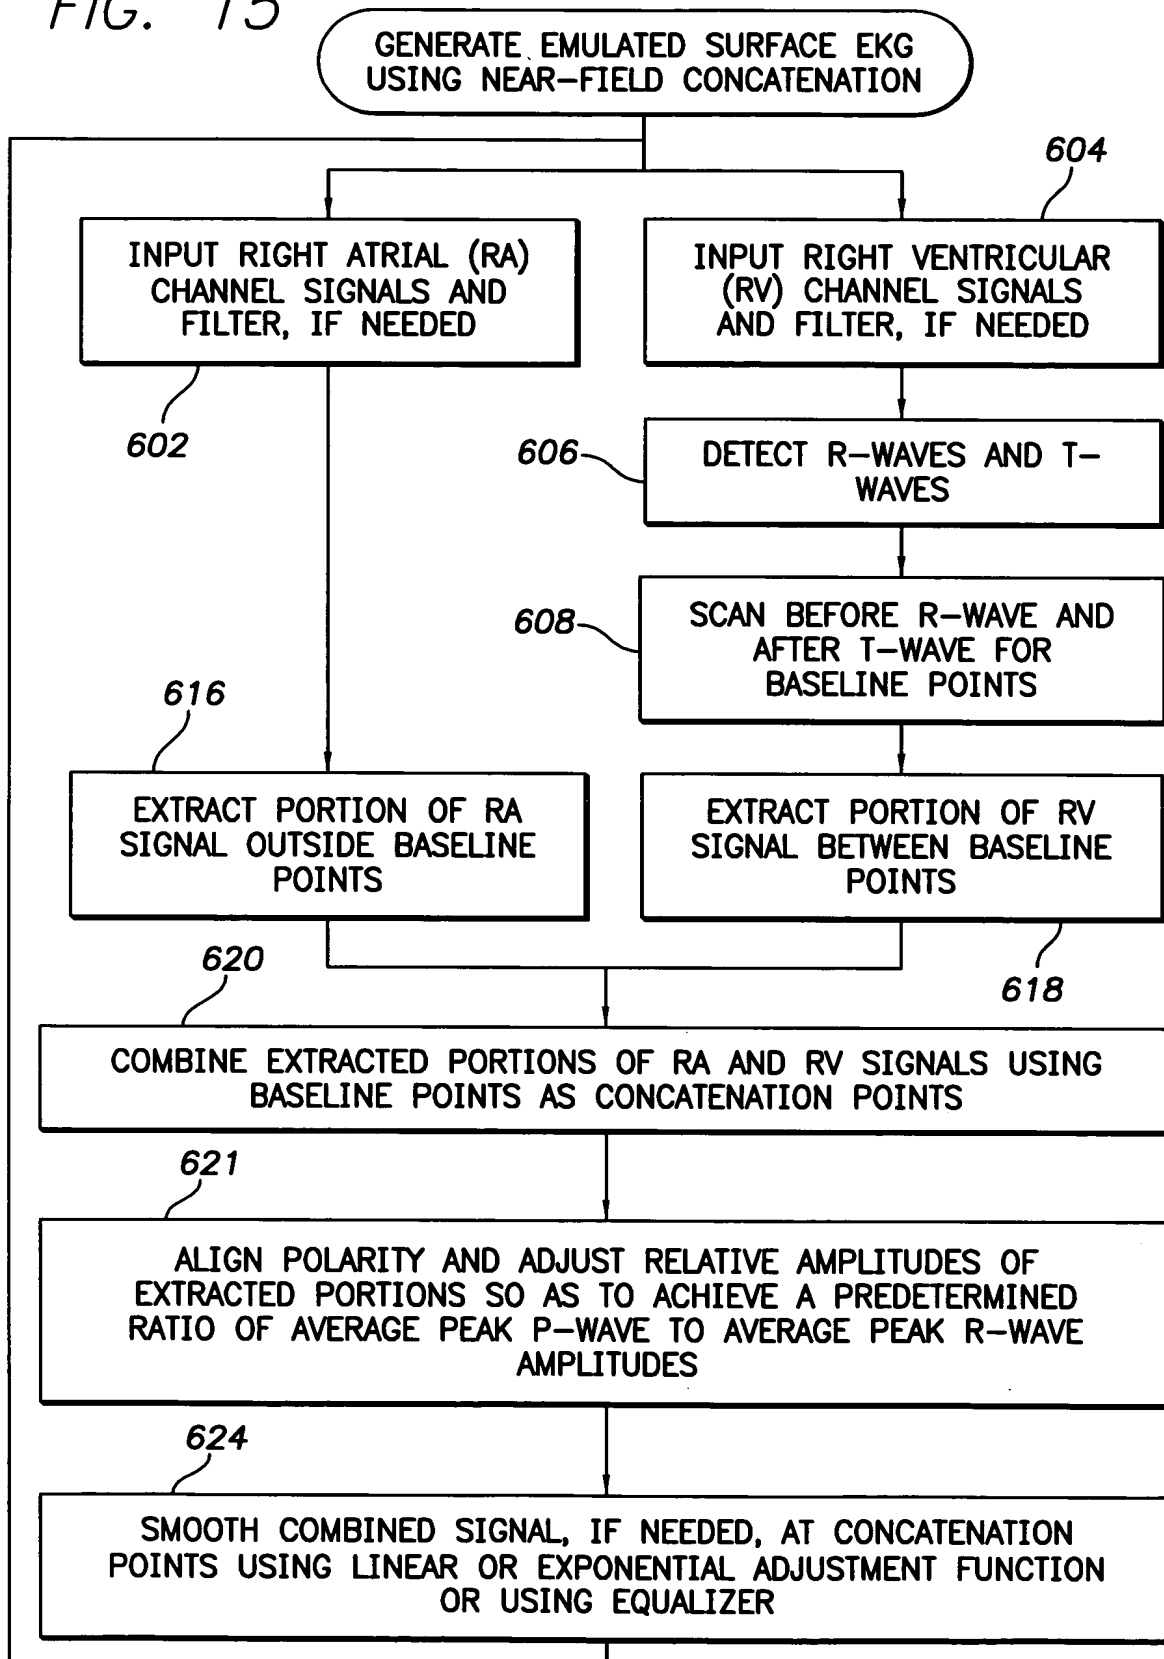 FIG. 15
GENERATE EMULATED SURFACE EKG
USING NEAR-FIELD CONCATENATION
604
INPUT RIGHT ATRIAL (RA)
CHANNEL SIGNALS AND
FILTER, IF NEEDED
INPUT RIGHT VENTRICULAR
(RV) CHANNEL SIGNALS
AND FILTER, IF NEEDED
602
606
DETECT R-WAVES AND T-
WAVES
608
SCAN BEFORE R-WAVE AND
AFTER T-WAVE FOR
BASELINE POINTS
616
EXTRACT PORTION OF RA
SIGNAL OUTSIDE BASELINE
POINTS
EXTRACT PORTION OF RV
SIGNAL BETWEEN BASELINE
POINTS
620
618
COMBINE EXTRACTED PORTIONS OF RA AND RV SIGNALS USING
BASELINE POINTS AS CONCATENATION POINTS
621
ALIGN POLARITY AND ADJUST RELATIVE AMPLITUDES OF
EXTRACTED PORTIONS SO AS TO ACHIEVE A PREDETERMINED
RATIO OF AVERAGE PEAK P-WAVE TO AVERAGE PEAK R-WAVE
AMPLITUDES
624
SMOOTH COMBINED SIGNAL, IF NEEDED, AT CONCATENATION
POINTS USING LINEAR OR EXPONENTIAL ADJUSTMENT FUNCTION
OR USING EQUALIZER